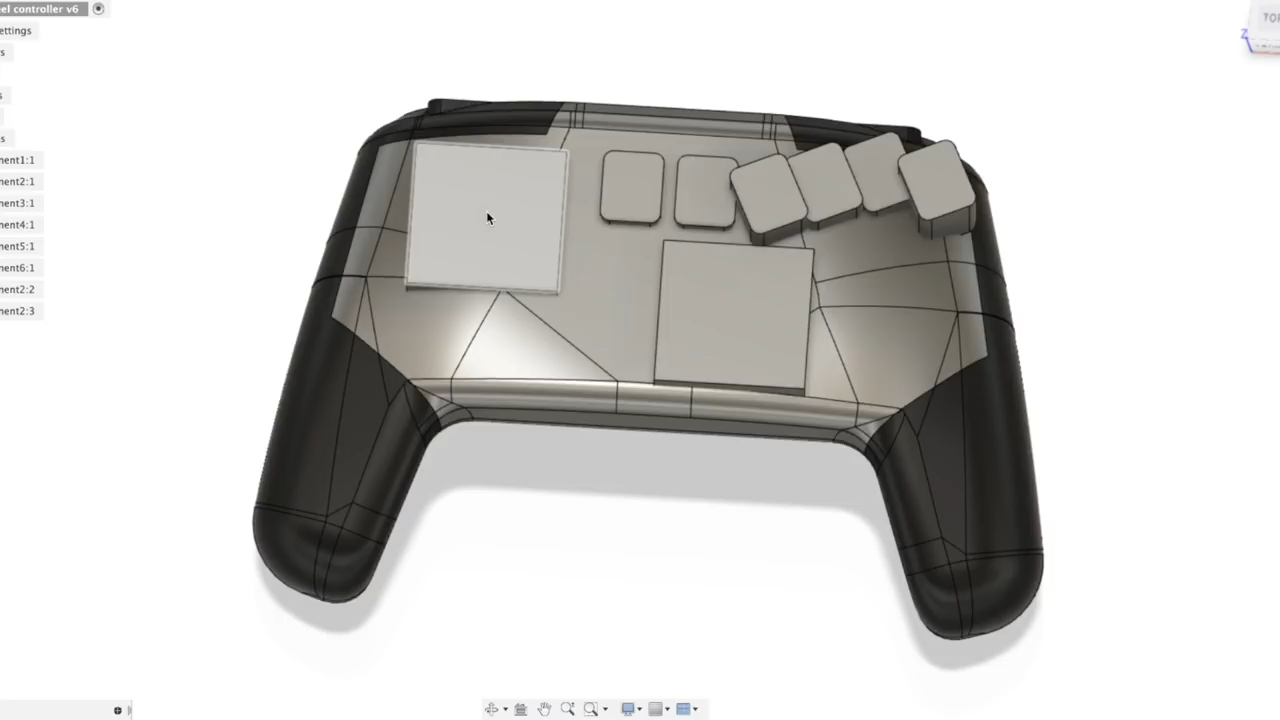 el controller v6
ettings
s
s
s
nent1:1
nent2:1
nent3:1
nent4:1
nent5:1
nent6:1
nent2:2
nent2:3
TOP
Z